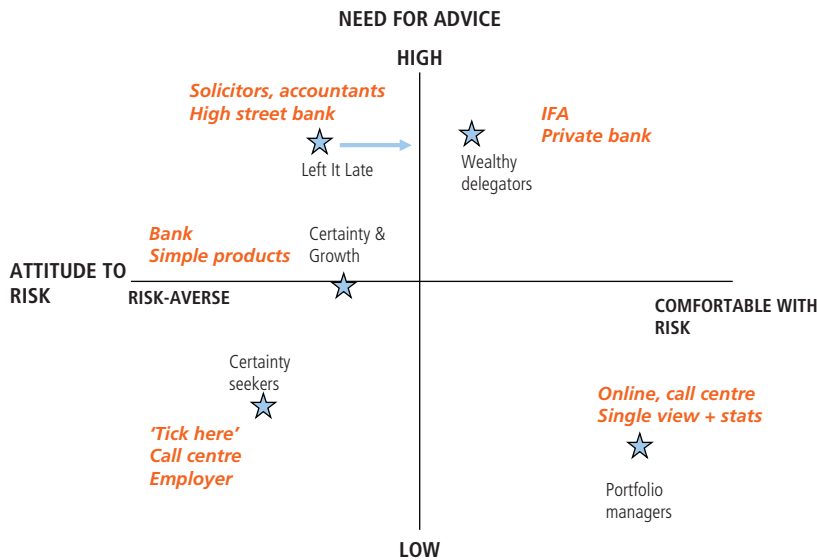 NEED FOR ADVICE
HIGH
Solicitors, accountants
High street bank
Left It Late
IFA
Private bank
Wealthy
delegators
Bank
Simple products
Certainty &
Growth
ATTITUDE TO
RISK
RISK-AVERSE
COMFORTABLE WITH
RISK
Certainty
seekers
'Tick here'
Call centre
Employer
Online, call centre
Single view + stats
Portfolio
managers
LOW